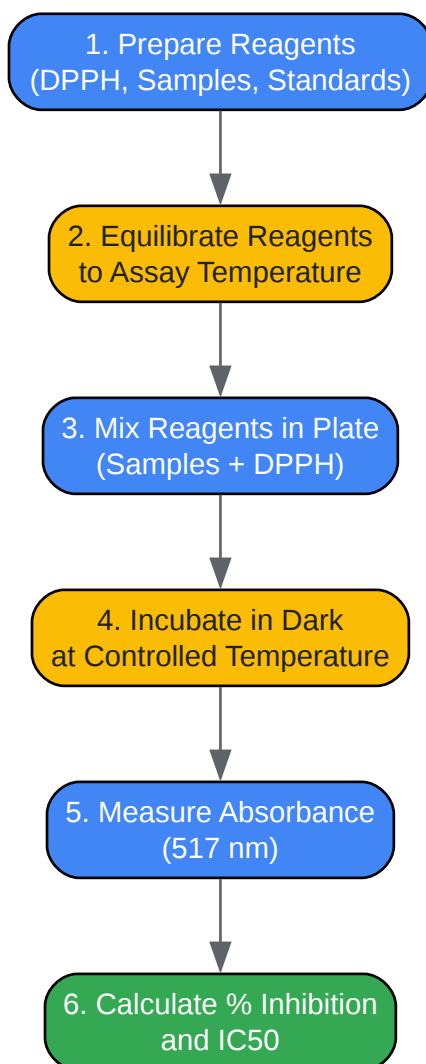 1. Prepare Reagents
(DPPH, Samples, Standards)
2. Equilibrate Reagents
to Assay Temperature
3. Mix Reagents in Plate
(Samples + DPPH)
4. Incubate in Dark
at Controlled Temperature
5. Measure Absorbance
(517 nm)
6. Calculate % Inhibition
and IC50